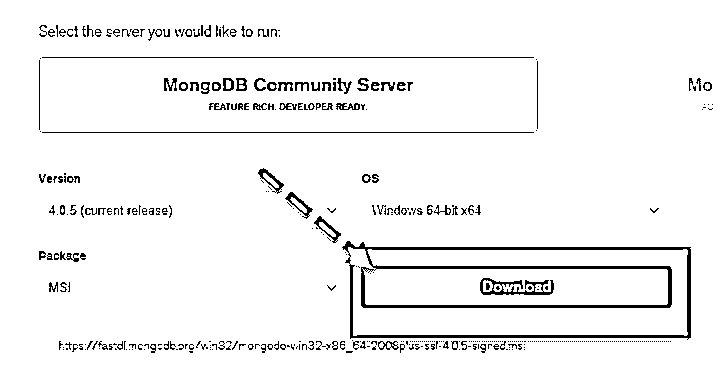 Select the server you would like to run:
MongoDB Community Server
FEATURE RICH. DEVELOPER READY.
Mo
Version
OS
4.0.5 (current release)
Windows 64-bit x64
Package
MSI
Download
https://fastdl.mongodb.org/win32/mongodb-win32-x86_64-2008plus-ssl-4.0.5-signed.msi